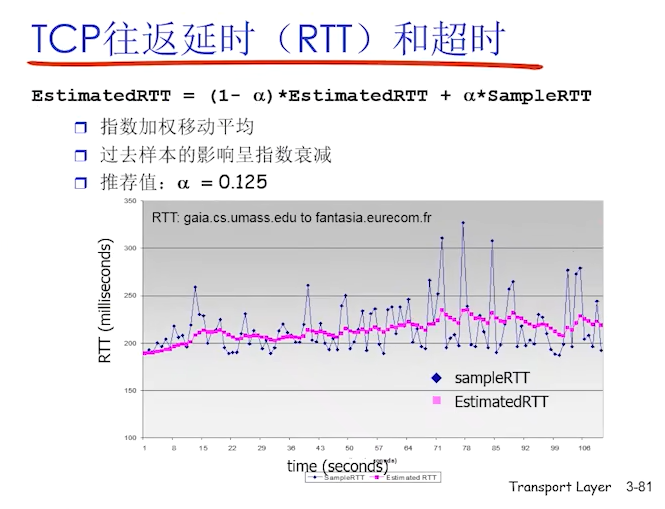 TCP往返延时（RTT）和超时
EstimatedRTT = (1- α)*EstimatedRTT + α*SampleRTT
指数加权移动平均
过去样本的影响呈指数衰减
推荐值：α = 0.125
RTT: gaia.cs.umass.edu to fantasia.eurecom.fr
RTT (milliseconds)
350
300
250
200
150
100
sampleRTT
EstimatedRTT
1 8 15 22 29 36 43 50 57 64 71 78 85 92 99 106
time (seconds)
SampleRTT Estimated RTT
Transport Layer 3-81